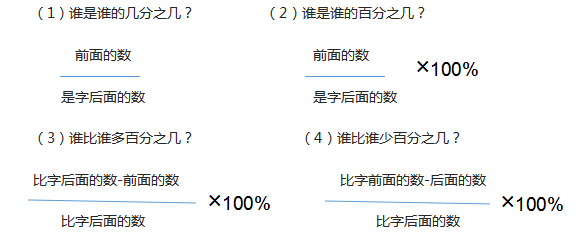 （1）谁是谁的几分之几？
前面的数
是字后面的数
（2）谁是谁的百分之几？
前面的数
×100%
是字后面的数
（3）谁比谁多百分之几？
比字后面的数-前面的数
×100%
比字后面的数
（4）谁比谁少百分之几？
比字前面的数-后面的数
×100%
比字后面的数